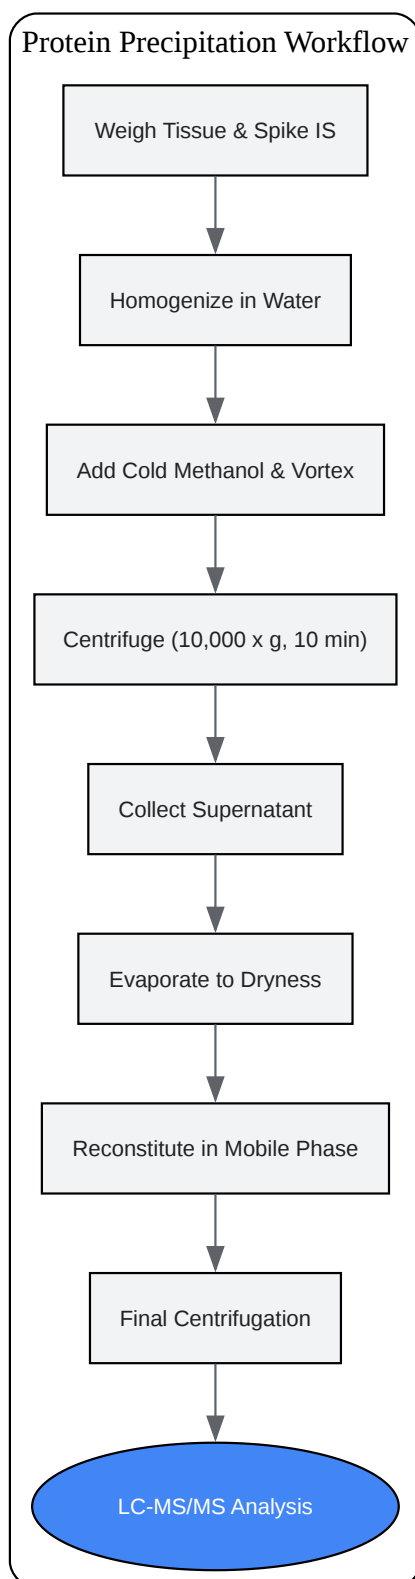 Protein Precipitation Workflow
Weigh Tissue & Spike IS
Homogenize in Water
Add Cold Methanol & Vortex
Centrifuge (10,000 x g, 10 min)
Collect Supernatant
Evaporate to Dryness
Reconstitute in Mobile Phase
Final Centrifugation
LC-MS/MS Analysis